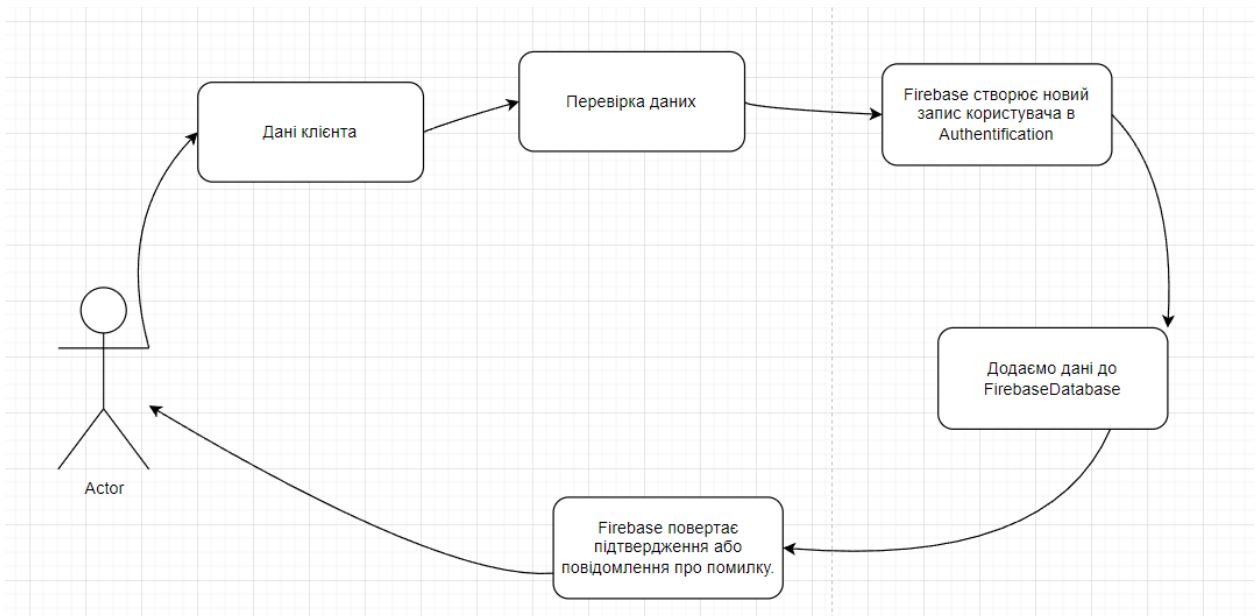 Дані клієнта
Перевірка даних
Firebase створює новий
запис користувача в
Authentification
Додаємо дані до
FirebaseDatabase
Firebase повертає
підтвердження або
повідомлення про помилку.
Actor